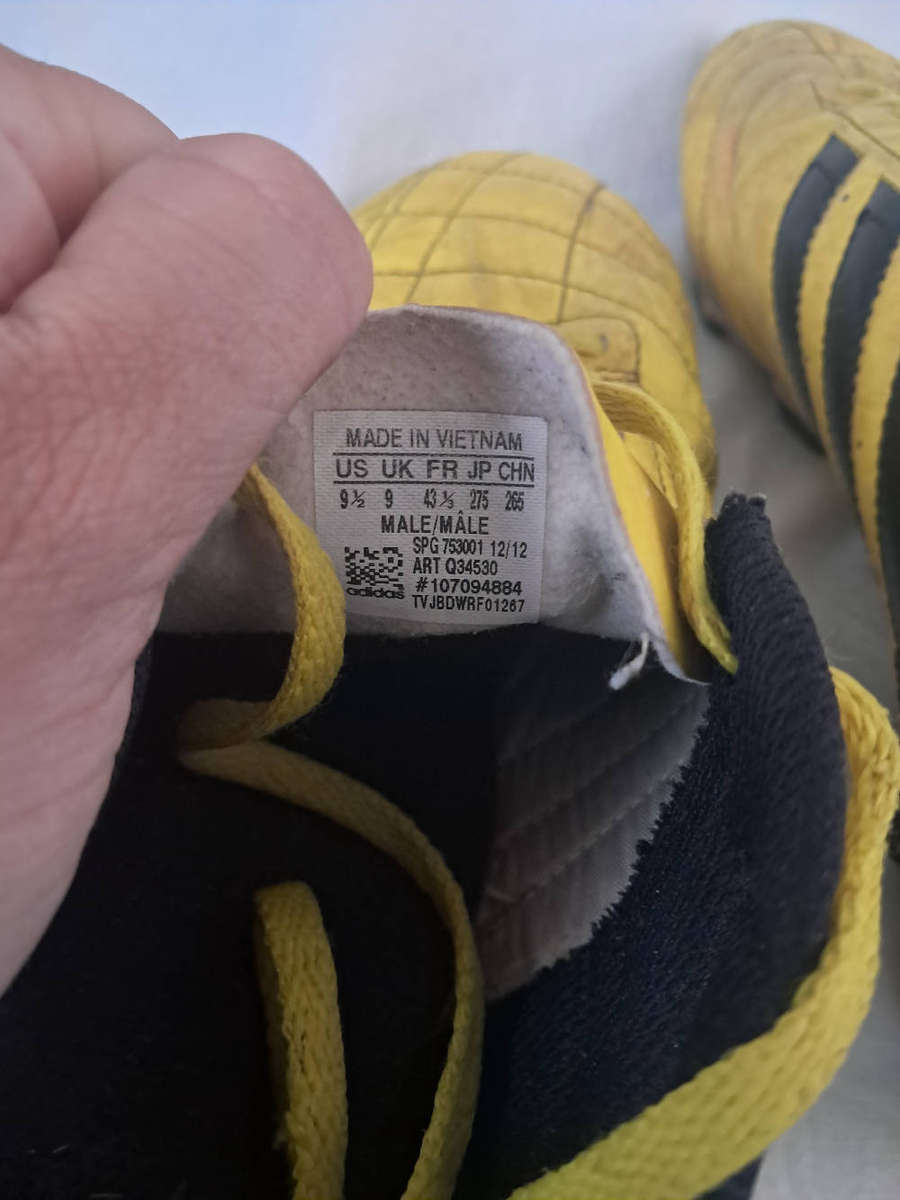 MADE IN VIETNAM
US UK FR JP CHN
9½ 9 43⅓ 275 265
MALE/MÂLE
SPG 753001 12/12
ART Q34530
#107094884
adidas
TVJBDWRF01267